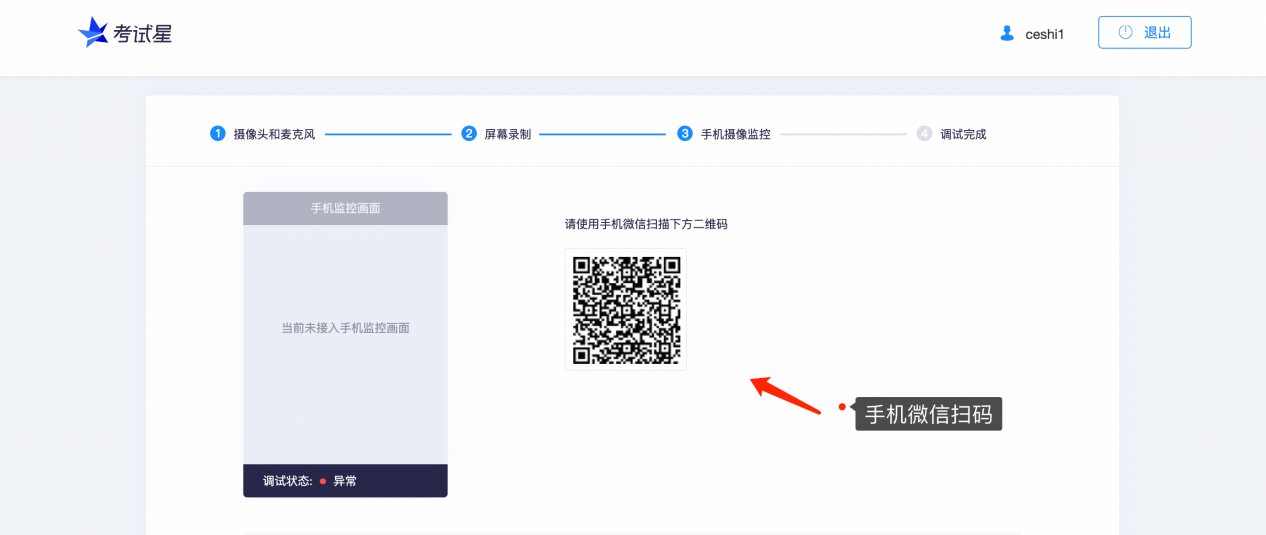 考试星
ceshi1
退出
1 摄像头和麦克风
2 屏幕录制
3 手机摄像监控
4 调试完成
手机监控画面
请使用手机微信扫描下方二维码
当前未接入手机监控画面
手机微信扫码
调试状态: 异常